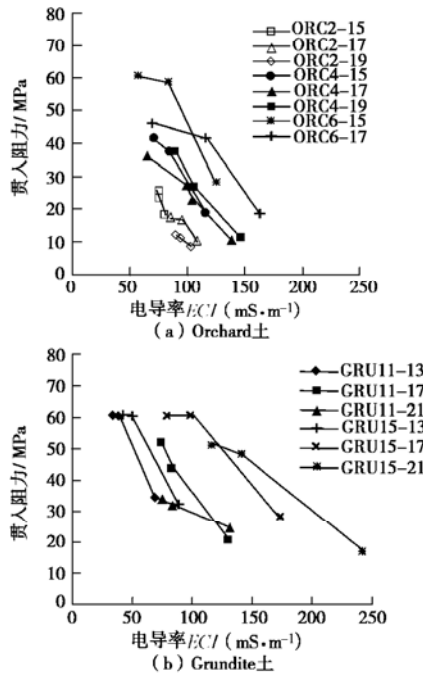 80
70
60
50
40
30
20
10
0
贯入阻力/MPa
ORC2-15
ORC2-17
ORC2-19
ORC4-15
ORC4-17
ORC4-19
ORC6-15
ORC6-17
50 100 150 200 250
电导率ECI(mS·m⁻¹)
(a)Orchard土
80
70
60
50
40
30
20
10
0
贯入阻力/MPa
GRU11-13
GRU11-17
GRU11-21
GRU15-13
GRU15-17
GRU15-21
50 100 150 200 250
电导率ECI(mS·m⁻¹)
(b)Grundite土